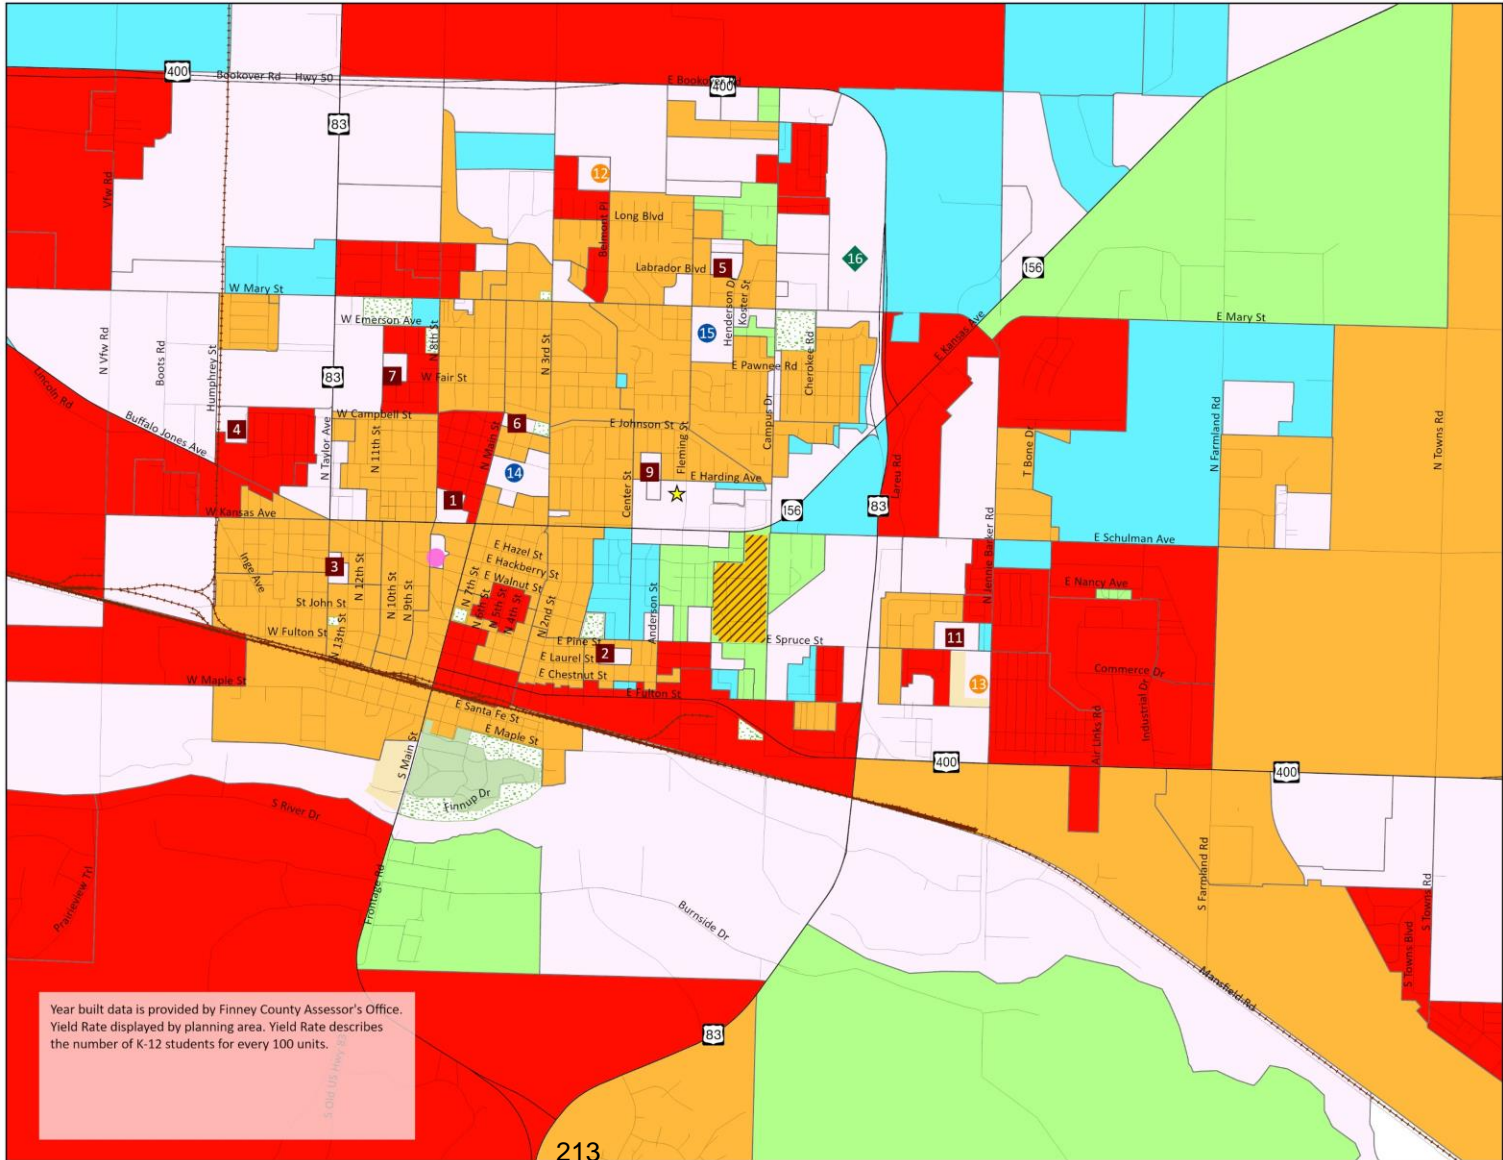 400
Bookover Rd
Hwy 50
E Bookover Rd
400
83
12
Vfw Rd
Long Blvd
Belmont Pl
16
Labrador Blvd
5
156
Henderson Dr
Koster St
W Mary St
E Mary St
W Emerson Ave
N 8th St
15
E Kansas Ave
N Vfw Rd
Boots Rd
Humphrey St
N 3rd St
E Pawnee Rd
Cherokee Rd
83
7
W Fair St
Lincoln Rd
Buffalo Jones Ave
W Campbell St
N Farmland Rd
N Towns Rd
4
N Taylor Ave
N 11th St
N Main St
6
E Johnson St
Fleming St
Campus Dr
T Bone Dr
14
9
E Harding Ave
Lareu Rd
Center St
1
156
83
W Kansas Ave
N Jennie Barker Rd
E Schulman Ave
E Hazel St
E Hackberry St
E Walnut St
3
Inge Ave
N 12th St
N 10th St
N 9th St
N 7th St
N 6th St
N 5th St
N 4th St
N 2nd St
Anderson St
E Nancy Ave
St John St
W Fulton St
N 13th St
E Pine St
E Spruce St
11
E Laurel St
2
E Chestnut St
Commerce Dr
W Maple St
E Fulton St
13
Industrial Dr
Air Links Rd
E Santa Fe St
E Maple St
S Main St
400
400
Finnup Dr
S River Dr
Prairieview Trl
Frontage Rd
S Farmland Rd
S Towns Rd
Burnside Dr
S Towns Blvd
Mansfield Rd
Year built data is provided by Finney County Assessor's Office.
Yield Rate displayed by planning area. Yield Rate describes
the number of K-12 students for every 100 units.
S Old US Hwy 83
83
213